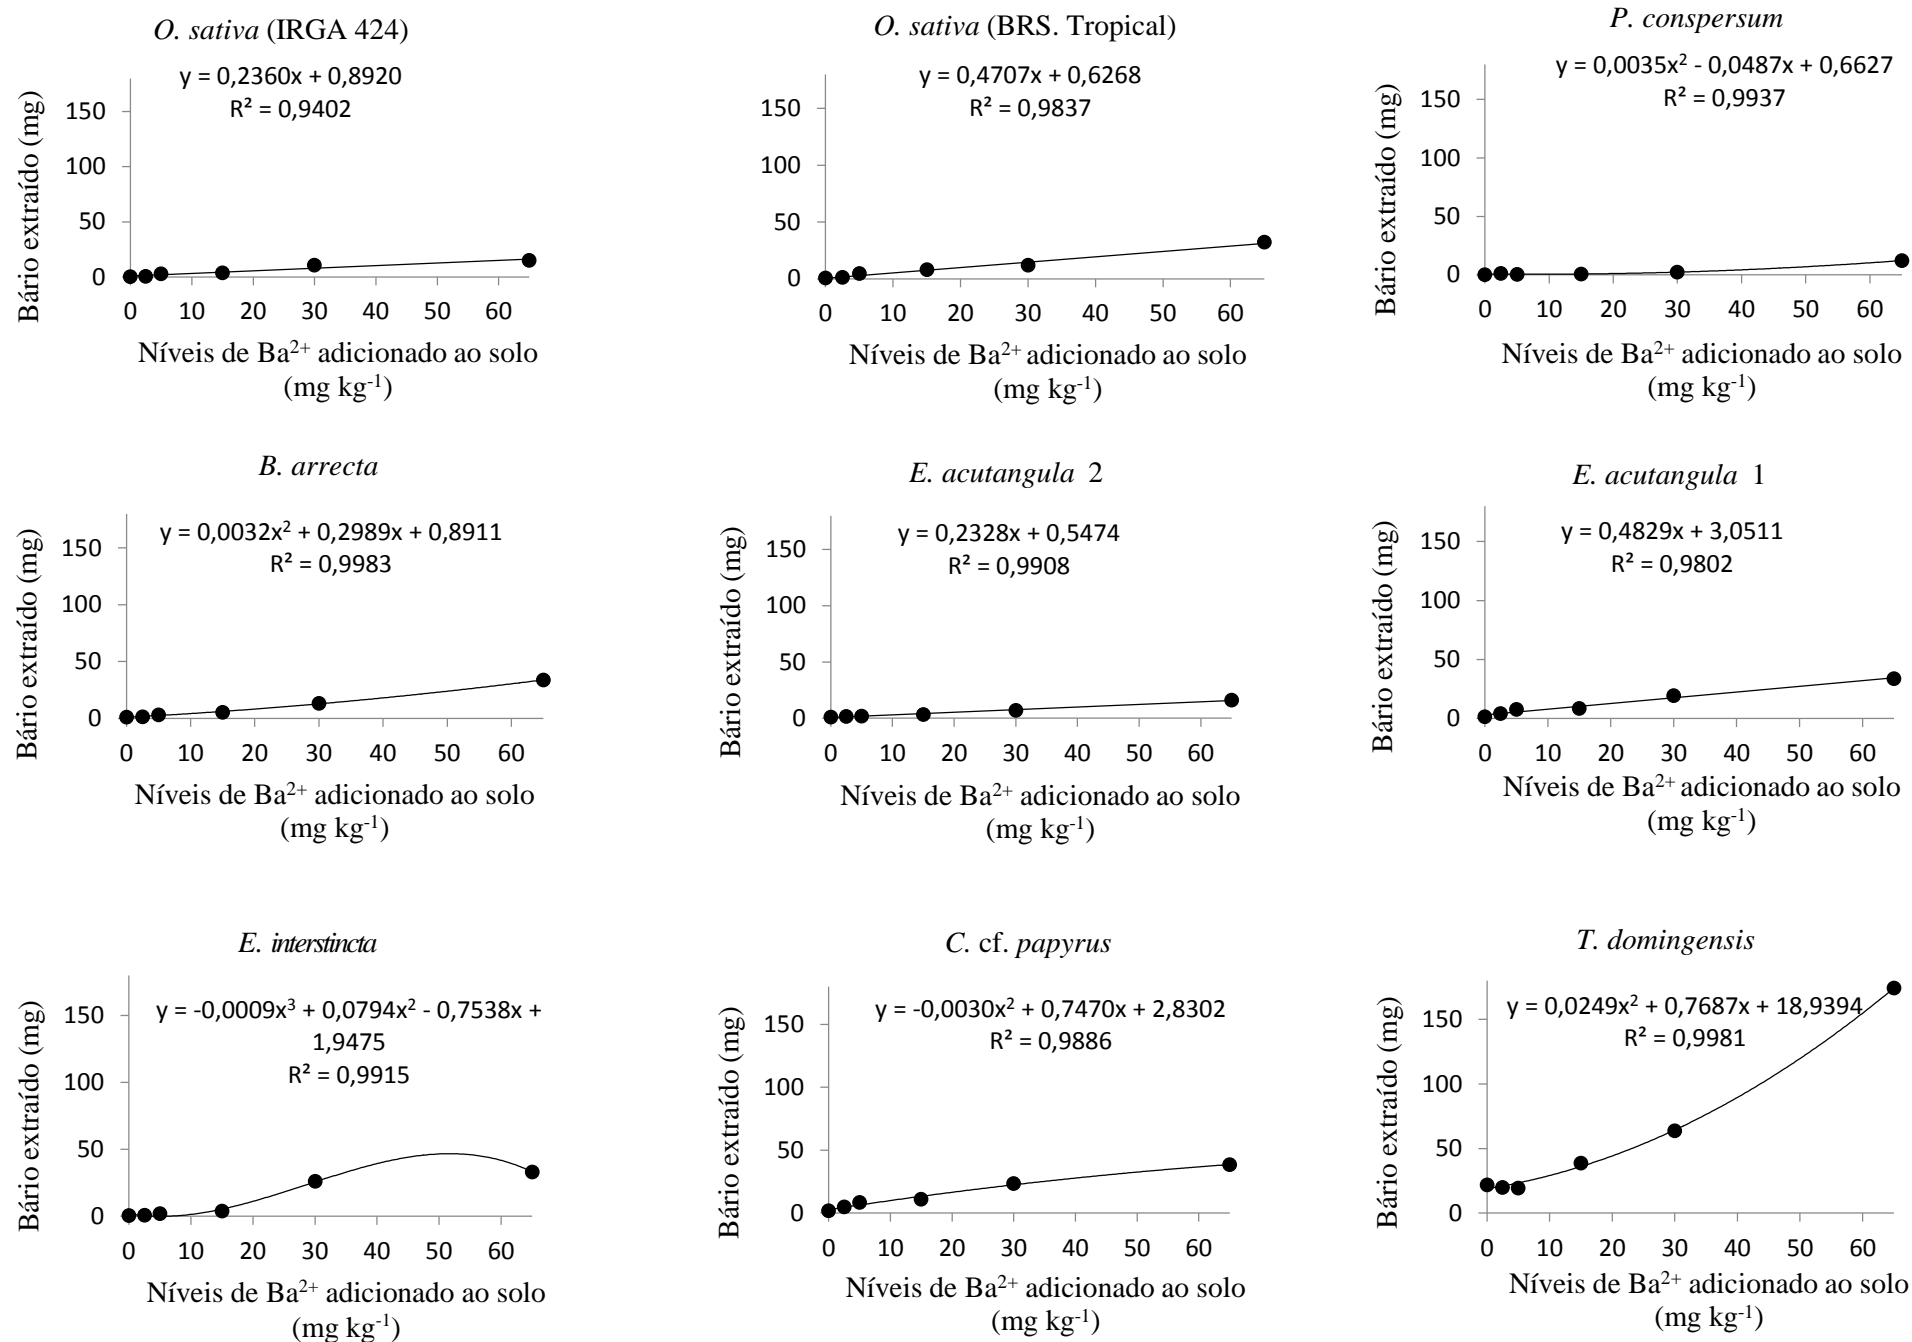 O. sativa (IRGA 424)
y = 0,2360x + 0,8920
R² = 0,9402
150
100
50
0
0 10 20 30 40 50 60
Bário extraído (mg)
Níveis de Ba²⁺ adicionado ao solo
(mg kg⁻¹)
O. sativa (BRS. Tropical)
y = 0,4707x + 0,6268
R² = 0,9837
150
100
50
0
0 10 20 30 40 50 60
Bário extraído (mg)
Níveis de Ba²⁺ adicionado ao solo
(mg kg⁻¹)
P. conspersum
y = 0,0035x² - 0,0487x + 0,6627
R² = 0,9937
150
100
50
0
0 10 20 30 40 50 60
Bário extraído (mg)
Níveis de Ba²⁺ adicionado ao solo
(mg kg⁻¹)
B. arrecta
y = 0,0032x² + 0,2989x + 0,8911
R² = 0,9983
150
100
50
0
0 10 20 30 40 50 60
Bário extraído (mg)
Níveis de Ba²⁺ adicionado ao solo
(mg kg⁻¹)
E. acutangula 2
y = 0,2328x + 0,5474
R² = 0,9908
150
100
50
0
0 10 20 30 40 50 60
Bário extraído (mg)
Níveis de Ba²⁺ adicionado ao solo
(mg kg⁻¹)
E. acutangula 1
y = 0,4829x + 3,0511
R² = 0,9802
150
100
50
0
0 10 20 30 40 50 60
Bário extraído (mg)
Níveis de Ba²⁺ adicionado ao solo
(mg kg⁻¹)
E. interstincta
y = -0,0009x³ + 0,0794x² - 0,7538x +
1,9475
R² = 0,9915
150
100
50
0
0 10 20 30 40 50 60
Bário extraído (mg)
Níveis de Ba²⁺ adicionado ao solo
(mg kg⁻¹)
C. cf. papyrus
y = -0,0030x² + 0,7470x + 2,8302
R² = 0,9886
150
100
50
0
0 10 20 30 40 50 60
Bário extraído (mg)
Níveis de Ba²⁺ adicionado ao solo
(mg kg⁻¹)
T. domingensis
y = 0,0249x² + 0,7687x + 18,9394
R² = 0,9981
150
100
50
0
0 10 20 30 40 50 60
Bário extraído (mg)
Níveis de Ba²⁺ adicionado ao solo
(mg kg⁻¹)